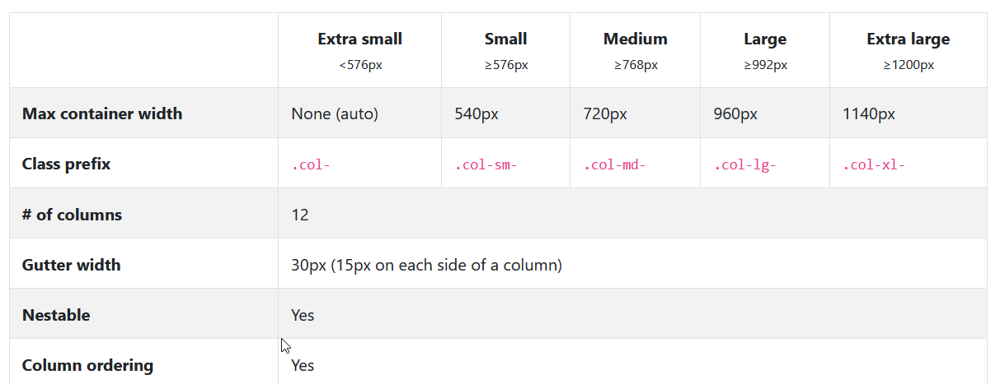 Extra small Small Medium Large Extra large
<576px ≥576px ≥768px ≥992px ≥1200px
Max container width None (auto) 540px 720px 960px 1140px
Class prefix .col- .col-sm- .col-md- .col-lg- .col-xl-
# of columns 12
Gutter width 30px (15px on each side of a column)
Nestable Yes
Column ordering Yes